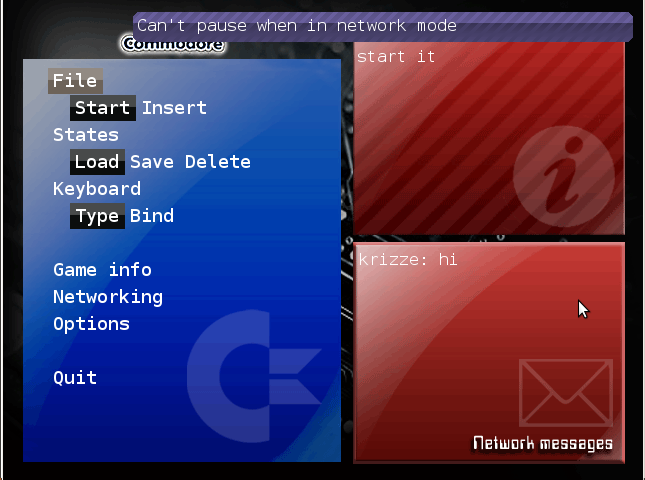 Can't pause when in network mode
Commodore
File
Start Insert
States
Load Save Delete
Keyboard
Type Bind
Game info
Networking
Options
Quit
start it
krizze: hi
Network messages